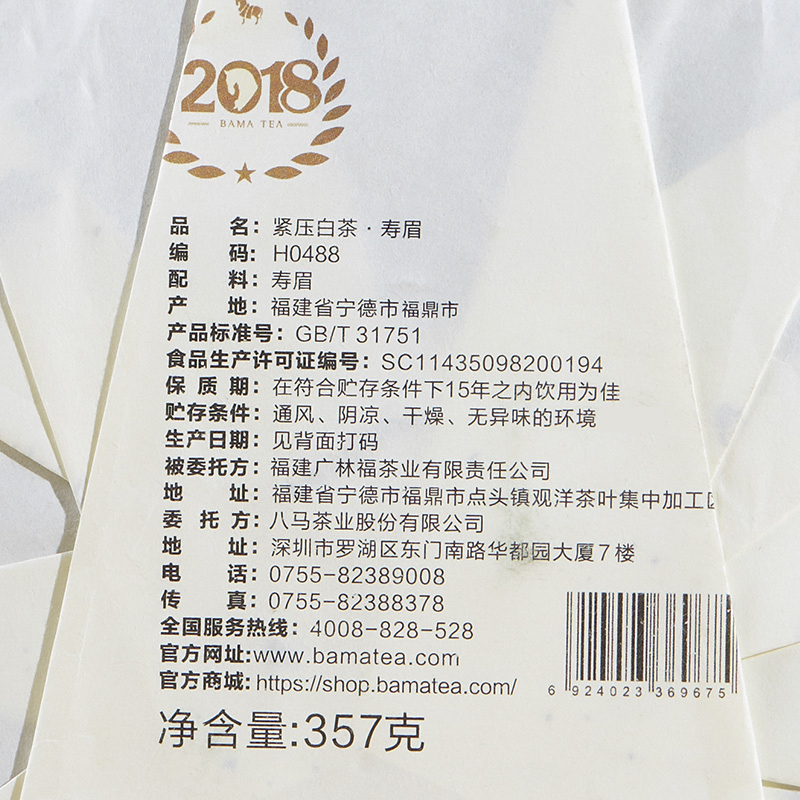 2018
BAMA TEA
品 名：紧压白茶·寿眉
编 码：H0488
配 料：寿眉
产 地：福建省宁德市福鼎市
产品标准号：GB/T 31751
食品生产许可证编号：SC11435098200194
保 质 期：在符合贮存条件下15年之内饮用为佳
贮存条件：通风、阴凉、干燥、无异味的环境
生产日期：见背面打码
被委托方：福建广林福茶业有限责任公司
地 址：福建省宁德市福鼎市点头镇观洋茶叶集中加工区
委 托 方：八马茶业股份有限公司
地 址：深圳市罗湖区东门南路华都园大厦7楼
电 话：0755-82389008
传 真：0755-82388378
全国服务热线：4008-828-528
官方网址:www.bamatea.com
官方商城:https://shop.bamatea.com/
6 924023 369675
净含量:357克